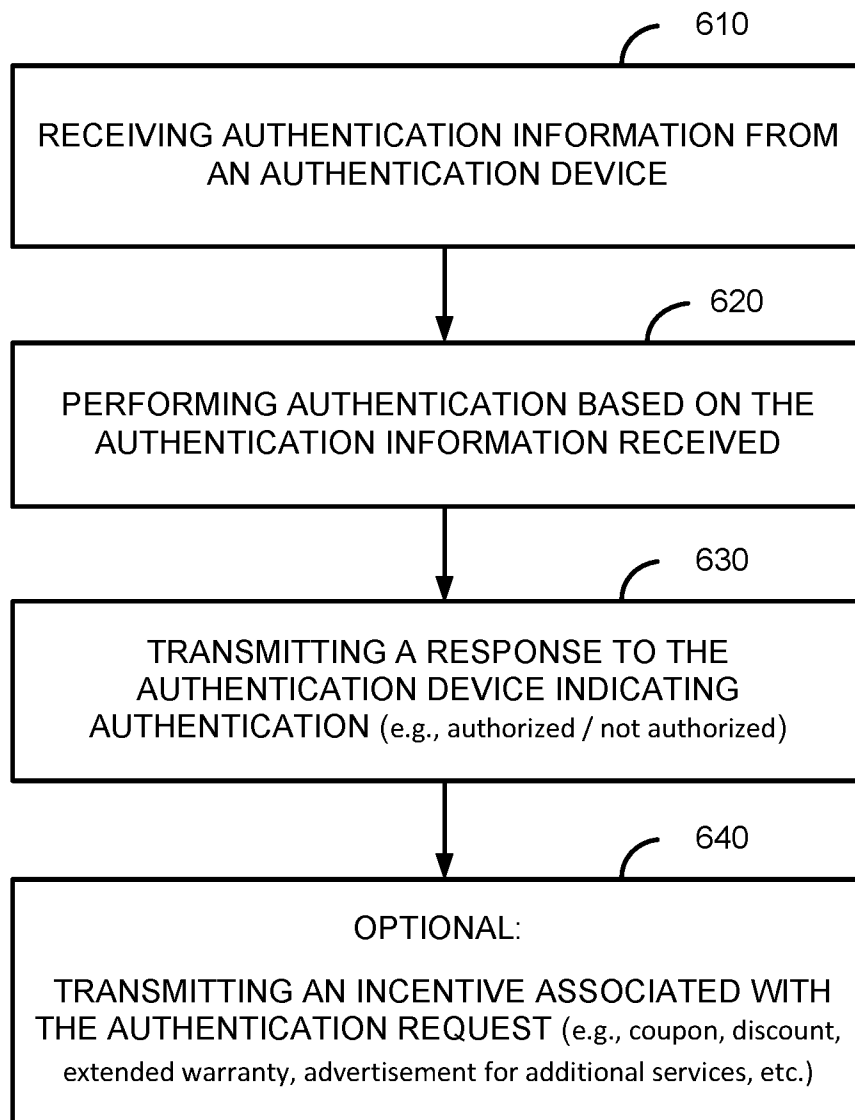 610
RECEIVING AUTHENTICATION INFORMATION FROM
AN AUTHENTICATION DEVICE
620
PERFORMING AUTHENTICATION BASED ON THE
AUTHENTICATION INFORMATION RECEIVED
630
TRANSMITTING A RESPONSE TO THE
AUTHENTICATION DEVICE INDICATING
AUTHENTICATION (e.g., authorized / not authorized)
640
OPTIONAL:
TRANSMITTING AN INCENTIVE ASSOCIATED WITH
THE AUTHENTICATION REQUEST (e.g., coupon, discount,
extended warranty, advertisement for additional services, etc.)